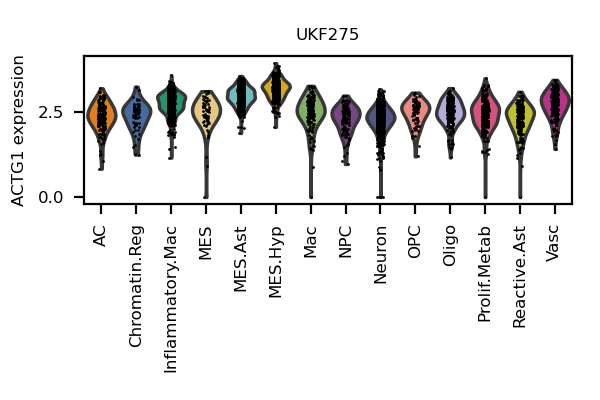 UKF275
ACTG1 expression
2.5
0.0
AC
Chromatin.Reg
Inflammatory.Mac
MES
MES.Ast
MES.Hyp
Mac
NPC
Neuron
OPC
Oligo
Prolif.Metab
Reactive.Ast
Vasc